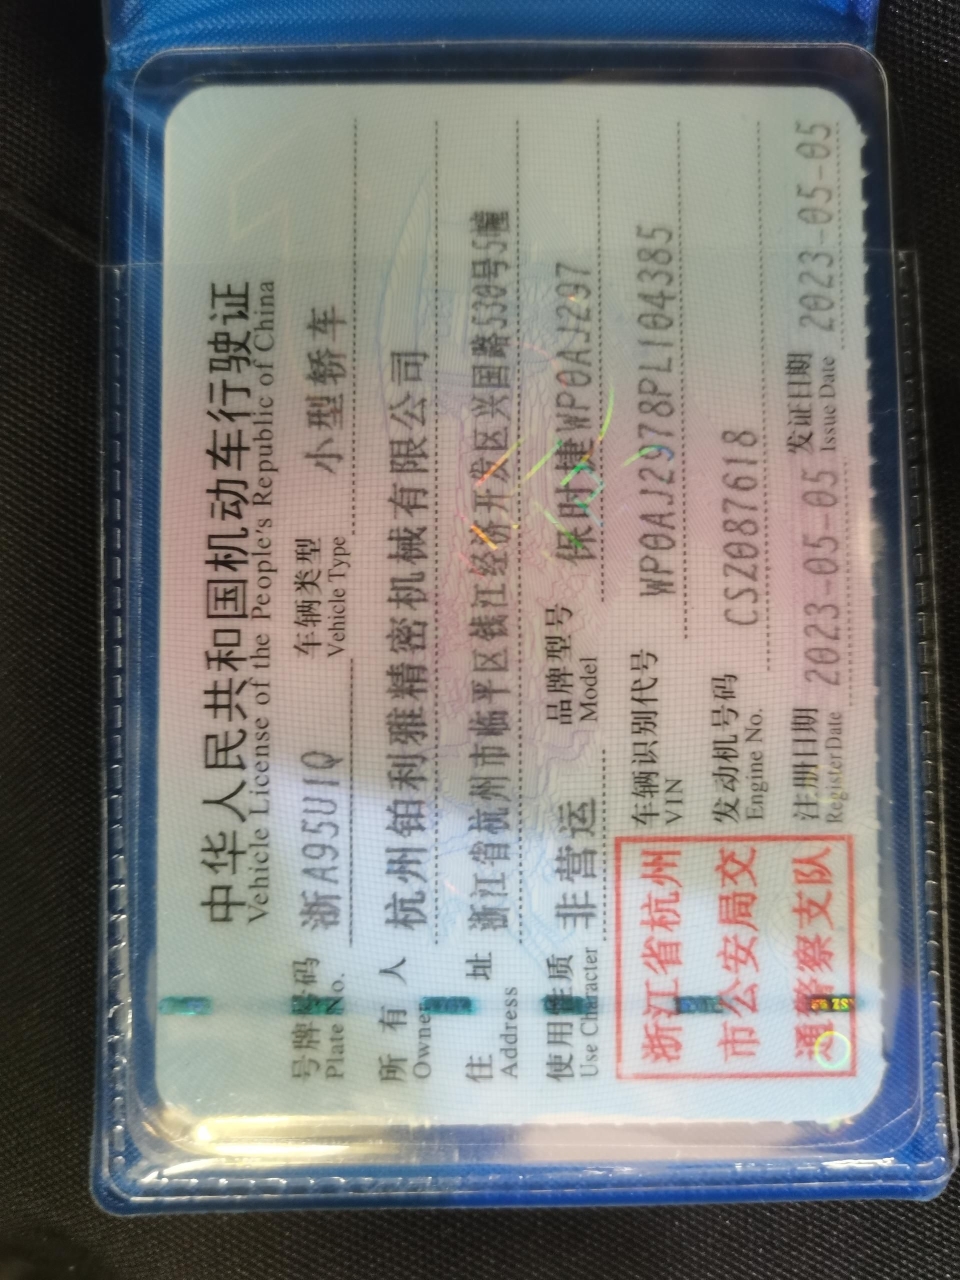 中华人民共和国机动车行驶证
Vehicle License of the People's Republic of China
号牌号码 浙A95U1Q 车辆类型 小型轿车
Plate No. Vehicle Type
所有人 杭州铂利雅精密机械有限公司
Owner
住址 浙江省杭州市临平区钱江经济开发区兴国路530号5幢
Address
使用性质 非营运 品牌型号 保时捷WP0AJ297
Use Character Model
浙江省杭州
市公安局交
通警察支队
车辆识别代号 WP0AJ2978PL104385
VIN
发动机号码 CSZ087618
Engine No.
注册日期 2023-05-05 发证日期 2023-05-05
Register Date Issue Date